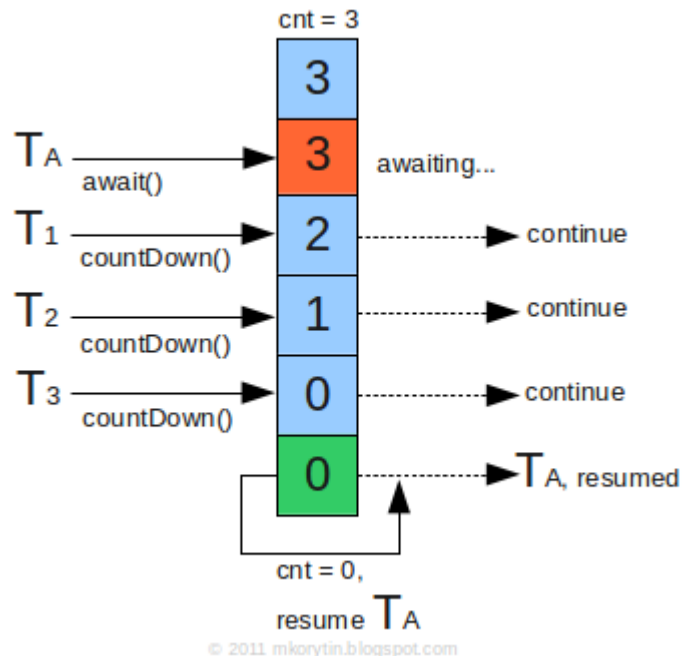 cnt = 3
3
TA
await()
3
awaiting...
T1
countDown()
2
continue
T2
countDown()
1
continue
T3
countDown()
0
continue
0
TA, resumed
cnt = 0,
resume TA
© 2011 mkorytin.blogspot.com